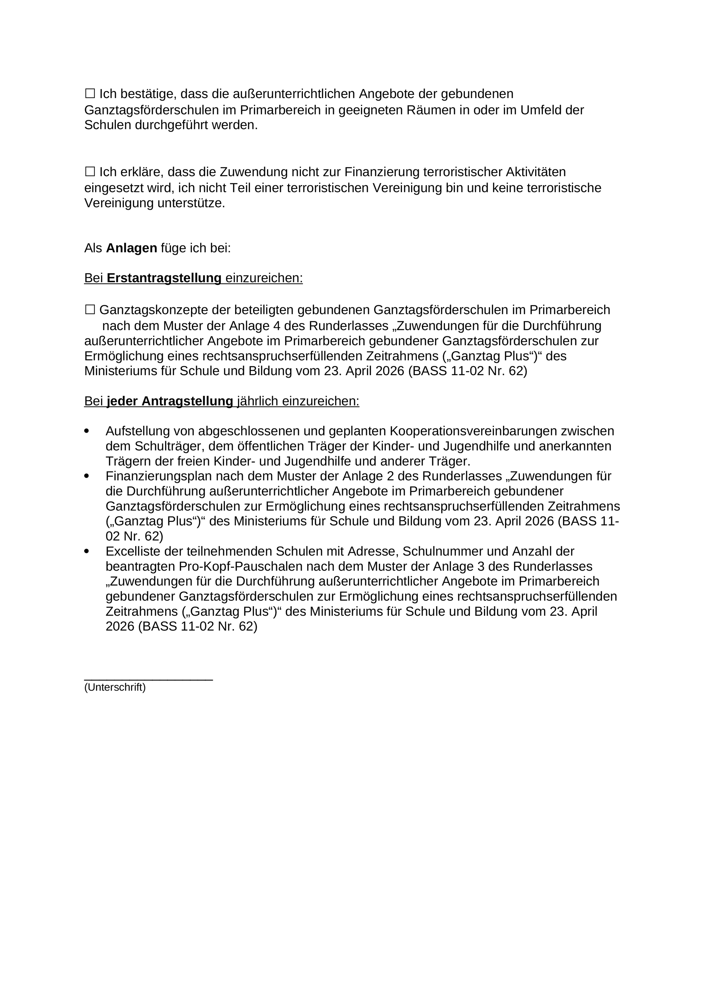 ☐ Ich bestätige, dass die außerunterrichtlichen Angebote der gebundenen
Ganztagsförderschulen im Primarbereich in geeigneten Räumen in oder im Umfeld der
Schulen durchgeführt werden.
☐ Ich erkläre, dass die Zuwendung nicht zur Finanzierung terroristischer Aktivitäten
eingesetzt wird, ich nicht Teil einer terroristischen Vereinigung bin und keine terroristische
Vereinigung unterstütze.
Als Anlagen füge ich bei:
Bei Erstantragstellung einzureichen:
☐ Ganztagskonzepte der beteiligten gebundenen Ganztagsförderschulen im Primarbereich
nach dem Muster der Anlage 4 des Runderlasses „Zuwendungen für die Durchführung
außerunterrichtlicher Angebote im Primarbereich gebundener Ganztagsförderschulen zur
Ermöglichung eines rechtsanspruchserfüllenden Zeitrahmens („Ganztag Plus“)“ des
Ministeriums für Schule und Bildung vom 23. April 2026 (BASS 11-02 Nr. 62)
Bei jeder Antragstellung jährlich einzureichen:
• Aufstellung von abgeschlossenen und geplanten Kooperationsvereinbarungen zwischen
dem Schulträger, dem öffentlichen Träger der Kinder- und Jugendhilfe und anerkannten
Trägern der freien Kinder- und Jugendhilfe und anderer Träger.
• Finanzierungsplan nach dem Muster der Anlage 2 des Runderlasses „Zuwendungen für
die Durchführung außerunterrichtlicher Angebote im Primarbereich gebundener
Ganztagsförderschulen zur Ermöglichung eines rechtsanspruchserfüllenden Zeitrahmens
(„Ganztag Plus“)“ des Ministeriums für Schule und Bildung vom 23. April 2026 (BASS 11-
02 Nr. 62)
• Excelliste der teilnehmenden Schulen mit Adresse, Schulnummer und Anzahl der
beantragten Pro-Kopf-Pauschalen nach dem Muster der Anlage 3 des Runderlasses
„Zuwendungen für die Durchführung außerunterrichtlicher Angebote im Primarbereich
gebundener Ganztagsförderschulen zur Ermöglichung eines rechtsanspruchserfüllenden
Zeitrahmens („Ganztag Plus“)“ des Ministeriums für Schule und Bildung vom 23. April
2026 (BASS 11-02 Nr. 62)
__________________
(Unterschrift)